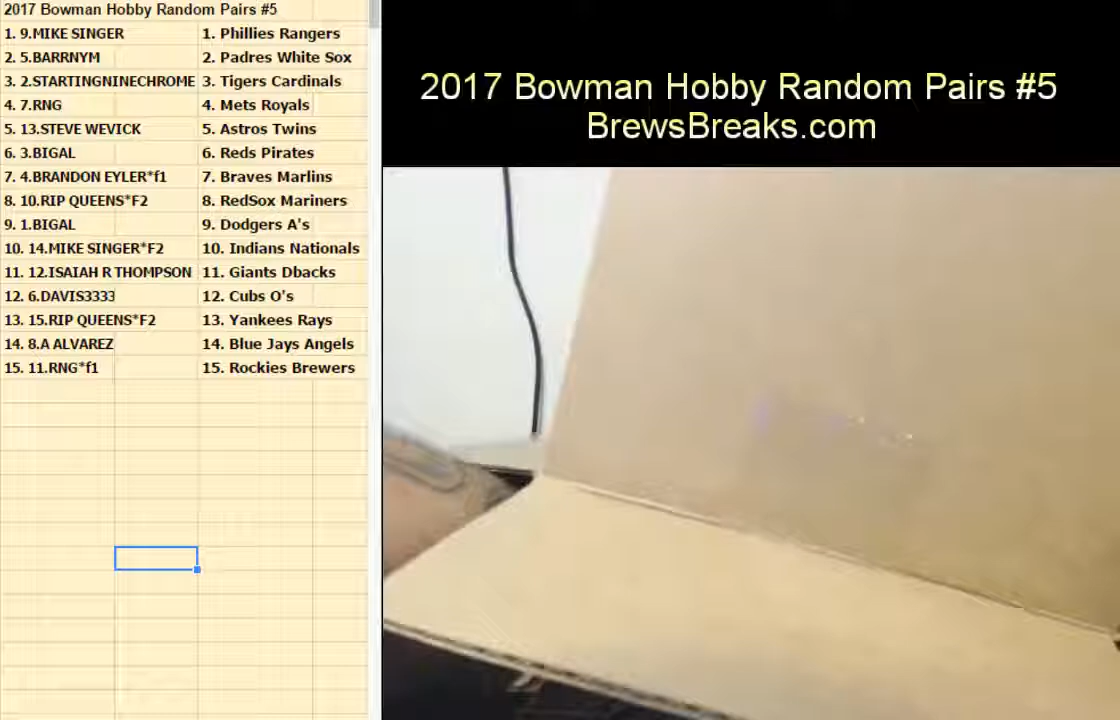 2017 Bowman Hobby Random Pairs #5
1. 9.MIKE SINGER 1. Phillies Rangers
2. 5.BARRNYM 2. Padres White Sox
3. 2.STARTINGNINECHROME 3. Tigers Cardinals
4. 7.RNG 4. Mets Royals
5. 13.STEVE WEVICK 5. Astros Twins
6. 3.BIGAL 6. Reds Pirates
7. 4.BRANDON EYLER*f1 7. Braves Marlins
8. 10.RIP QUEENS*F2 8. RedSox Mariners
9. 1.BIGAL 9. Dodgers A's
10. 14.MIKE SINGER*F2 10. Indians Nationals
11. 12.ISAIAH R THOMPSON 11. Giants Dbacks
12. 6.DAVIS3333 12. Cubs O's
13. 15.RIP QUEENS*F2 13. Yankees Rays
14. 8.A ALVAREZ 14. Blue Jays Angels
15. 11.RNG*f1 15. Rockies Brewers
2017 Bowman Hobby Random Pairs #5
BrewsBreaks.com